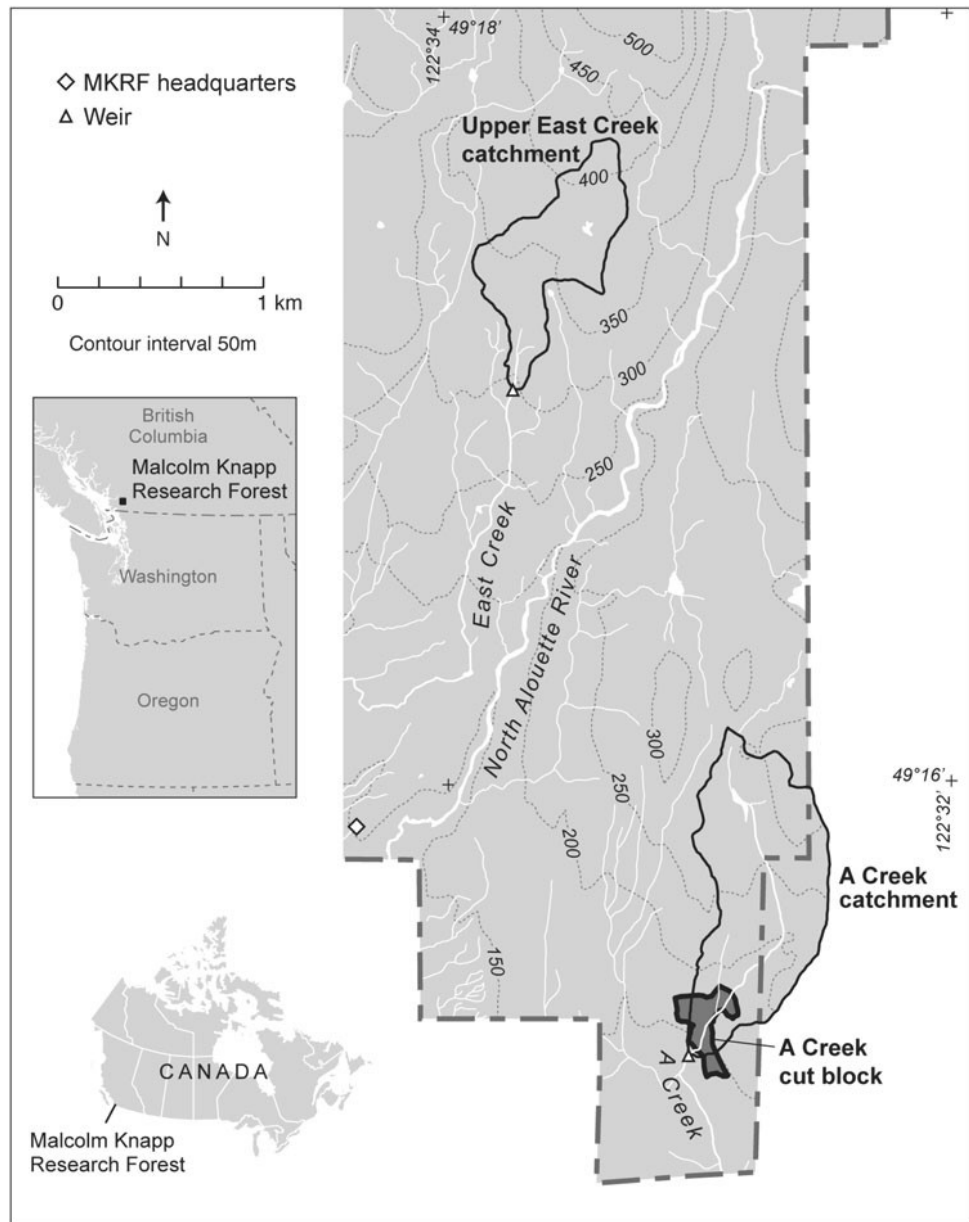 49°18'
122°34'
MKRF headquarters
Weir
N
0 1 km
Contour interval 50m
500
450
Upper East Creek
catchment
400
350
300
250
East Creek
North Alouette River
British
Columbia
Malcolm Knapp
Research Forest
Washington
Oregon
300
250
200
150
49°16'
122°32'
A Creek
catchment
A Creek
cut block
A Creek
CANADA
Malcolm Knapp
Research Forest